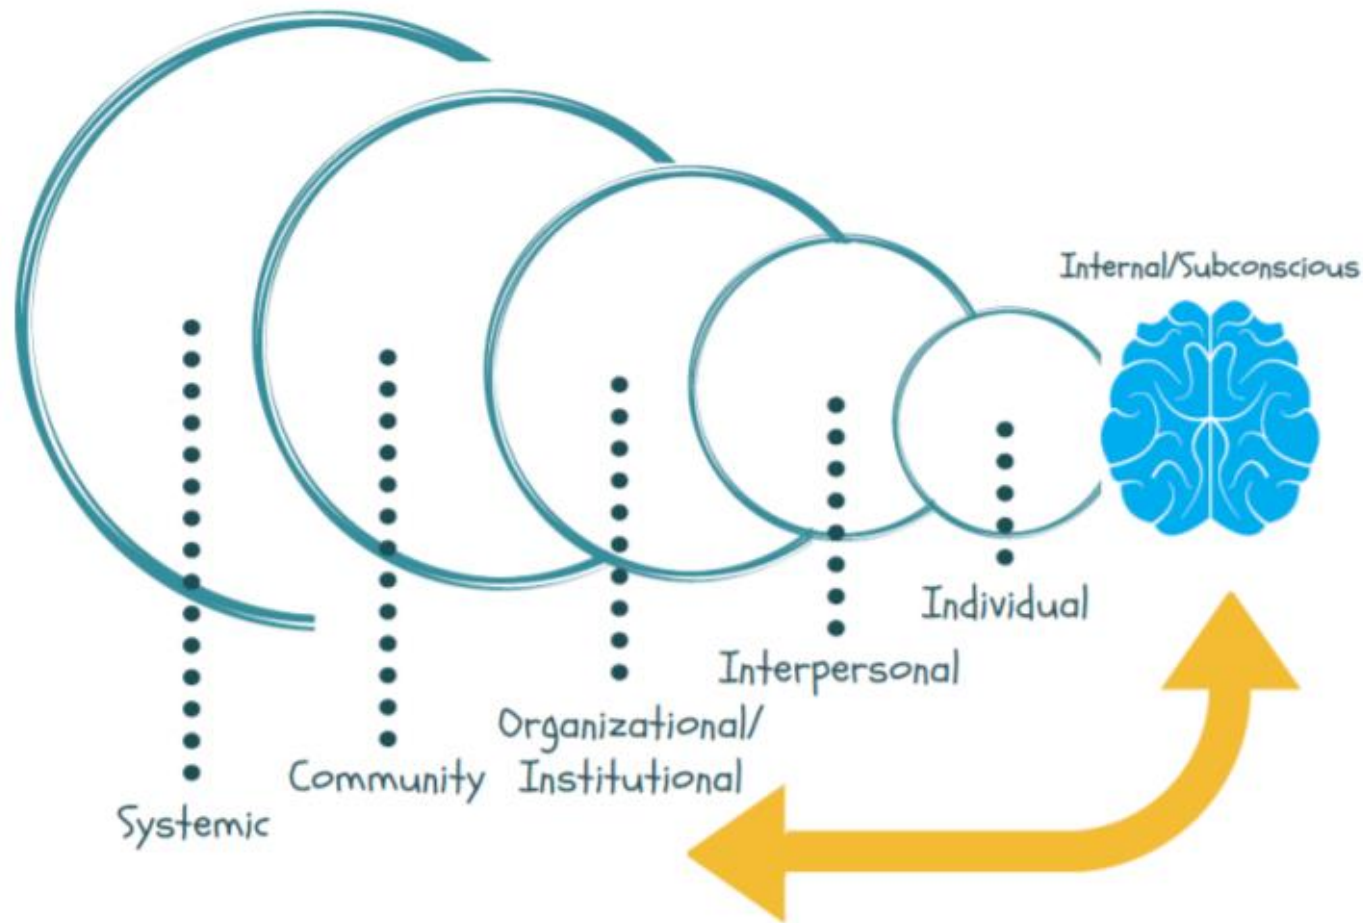 Internal/Subconscious
Individual
Interpersonal
Organizational/
Institutional
Community
Systemic